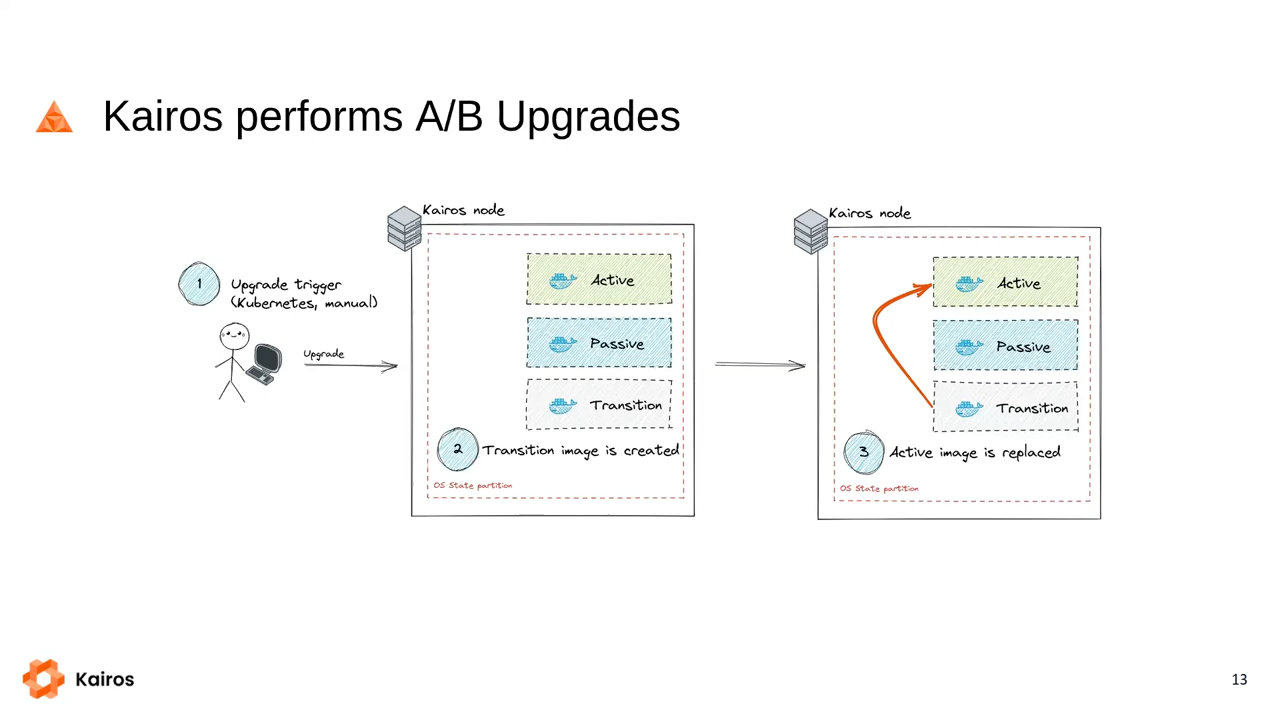 Kairos performs A/B Upgrades
1
Upgrade trigger
(Kubernetes, manual)
Upgrade
Kairos node
Active
Passive
Transition
2
Transition image is created
OS State partition
Kairos node
Active
Passive
Transition
3
Active image is replaced
OS State partition
Kairos
13